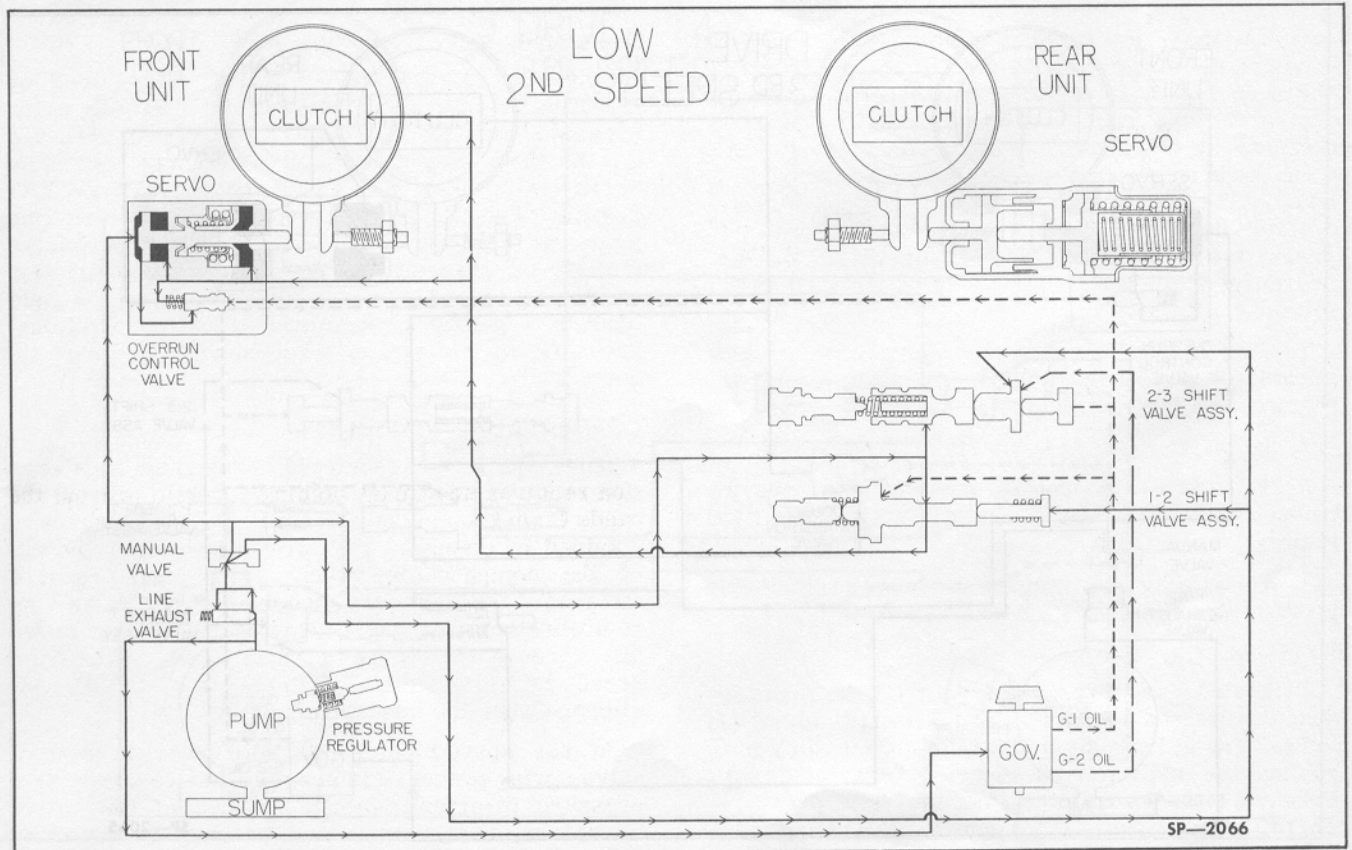 LOW
2ND SPEED
FRONT
UNIT
CLUTCH
SERVO
OVERRUN
CONTROL
VALVE
REAR
UNIT
CLUTCH
SERVO
2-3 SHIFT
VALVE ASSY.
1-2 SHIFT
VALVE ASSY.
MANUAL
VALVE
LINE
EXHAUST
VALVE
PUMP
PRESSURE
REGULATOR
SUMP
GOV.
G-1 OIL
G-2 OIL
SP—2066